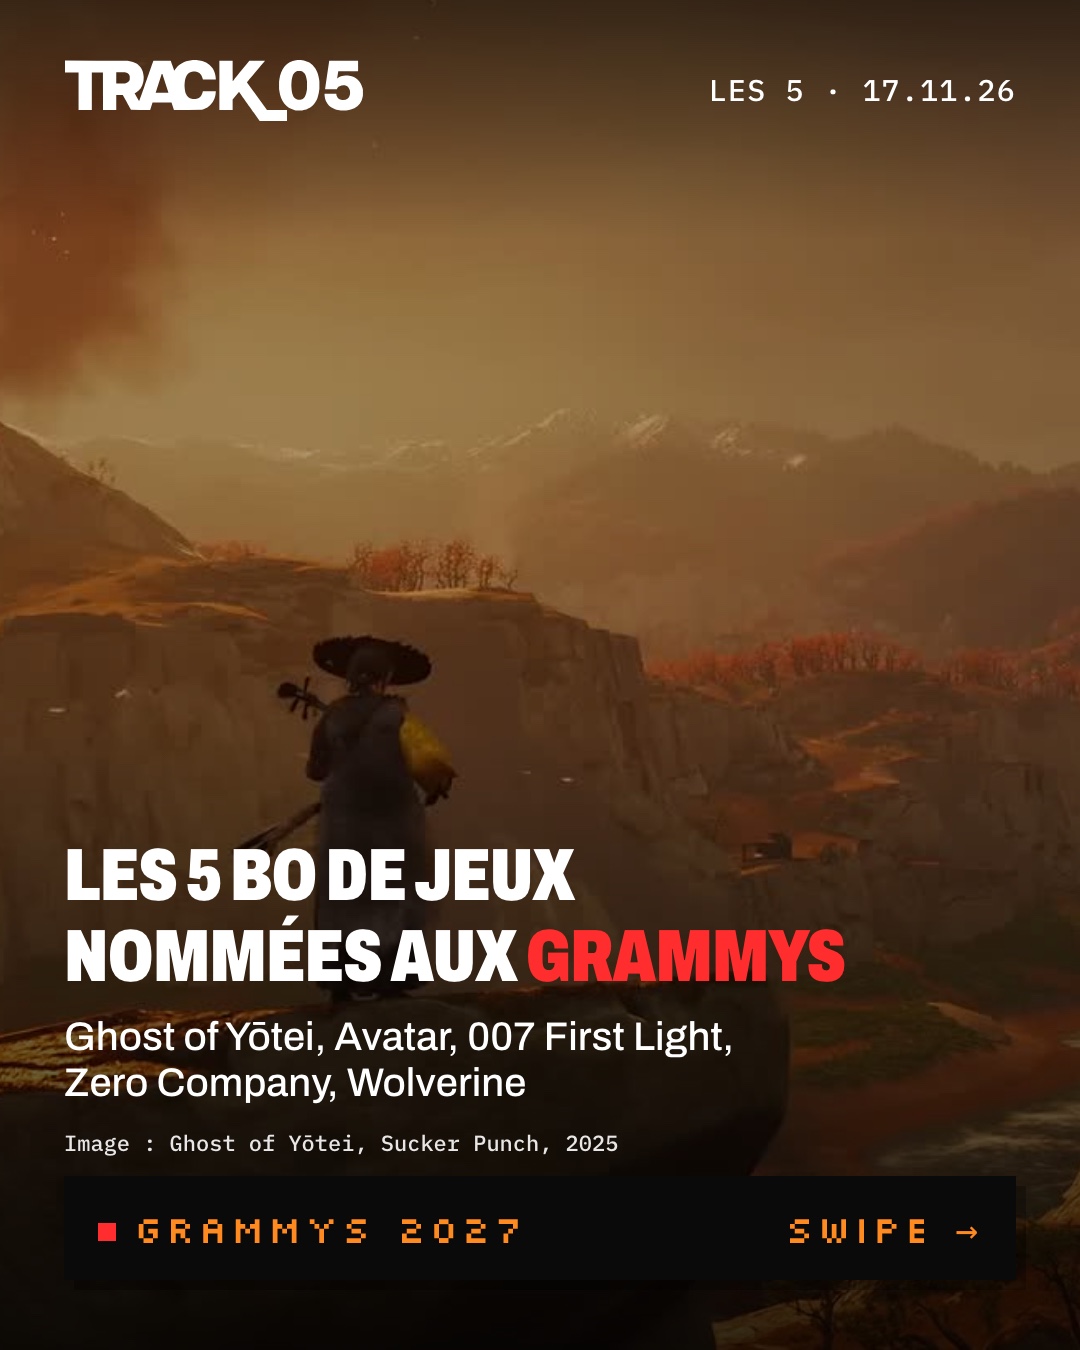 TRACK_05
LES 5 · 17.11.26
LES 5 BO DE JEUX
NOMMÉES AUX GRAMMYS
Ghost of Yōtei, Avatar, 007 First Light,
Zero Company, Wolverine
Image : Ghost of Yōtei, Sucker Punch, 2025
GRAMMYS 2027
SWIPE →